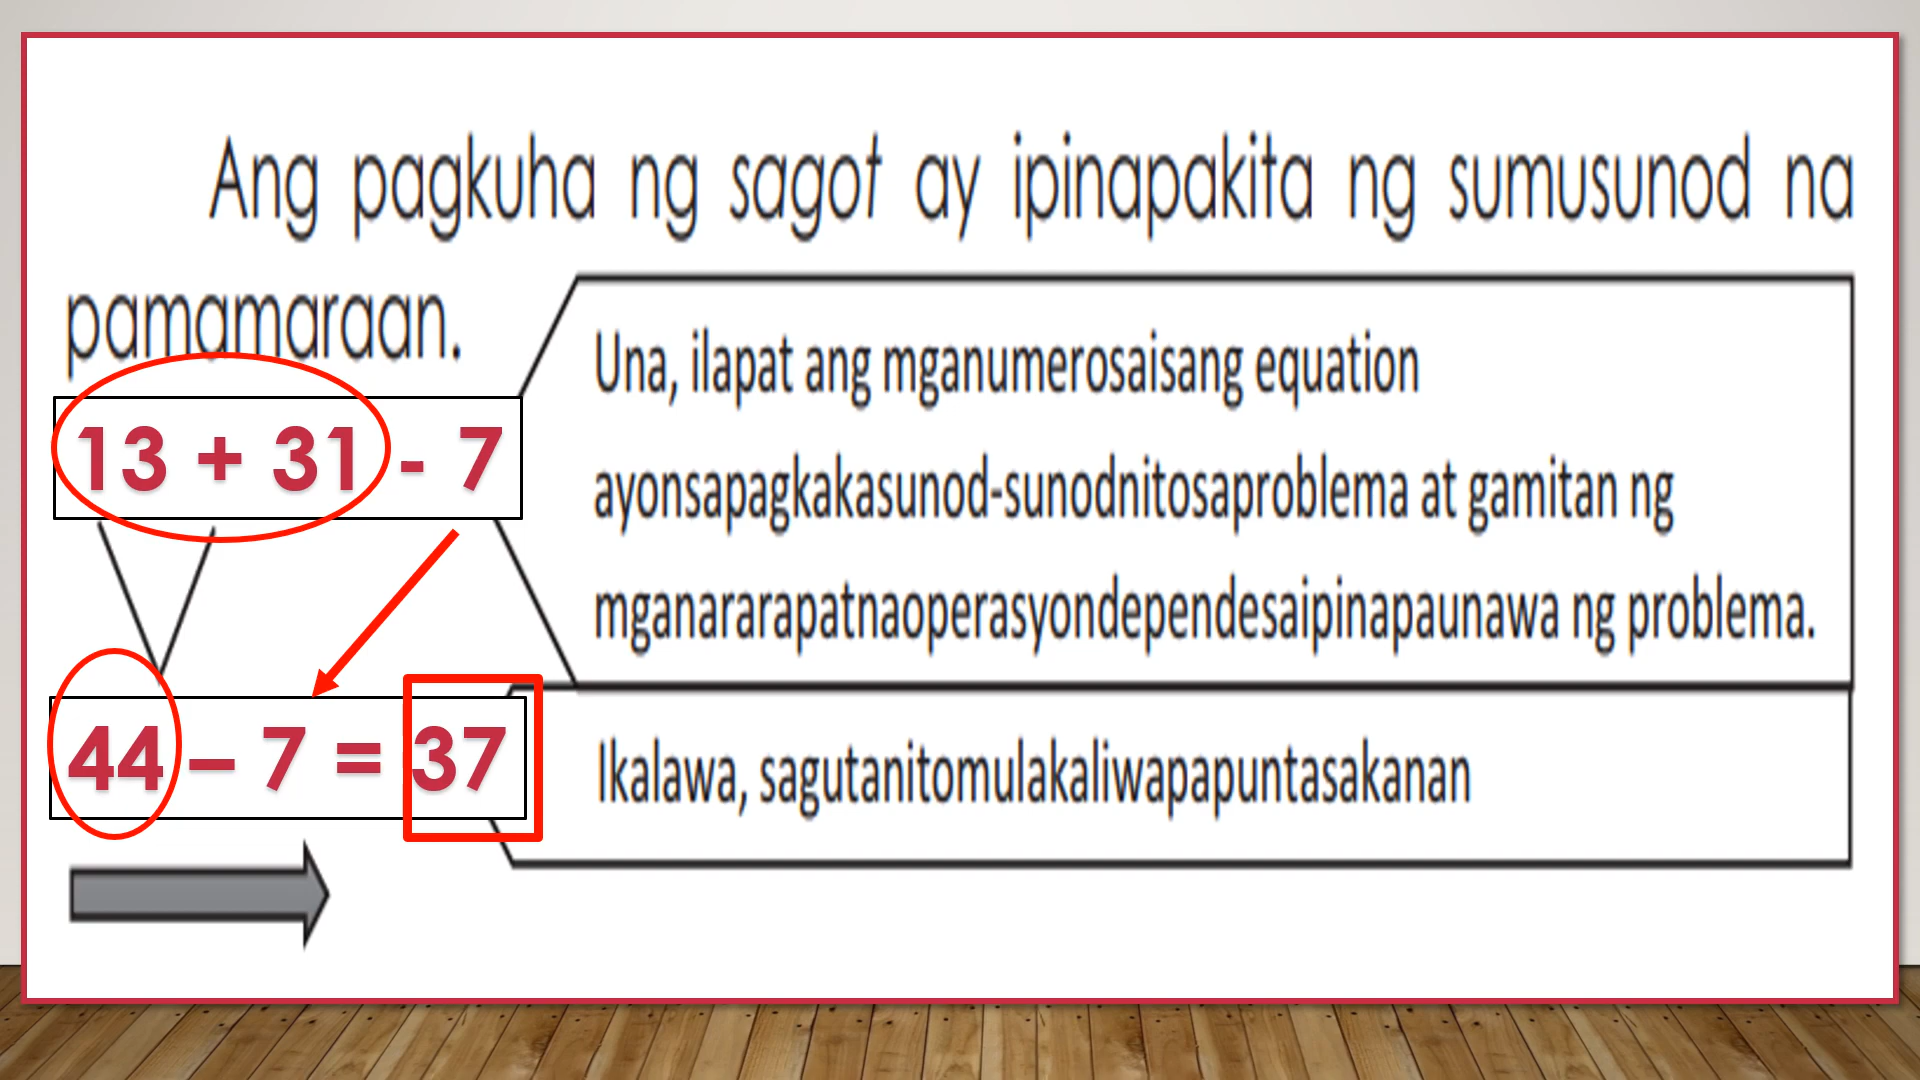 Ang pagkuha ng sagot ay ipinapakita ng sumusunod na
pamamaraan.
Una, ilapat ang mganumerosaisang equation
13 + 31 - 7
ayonsapagkakasunod-sunodnitosaproblema at gamitan ng
mganararapatnaoperasyondependesaipinapaunawa ng problema.
44 – 7 = 37
Ikalawa, sagutanitomulakaliwapapuntasakanan